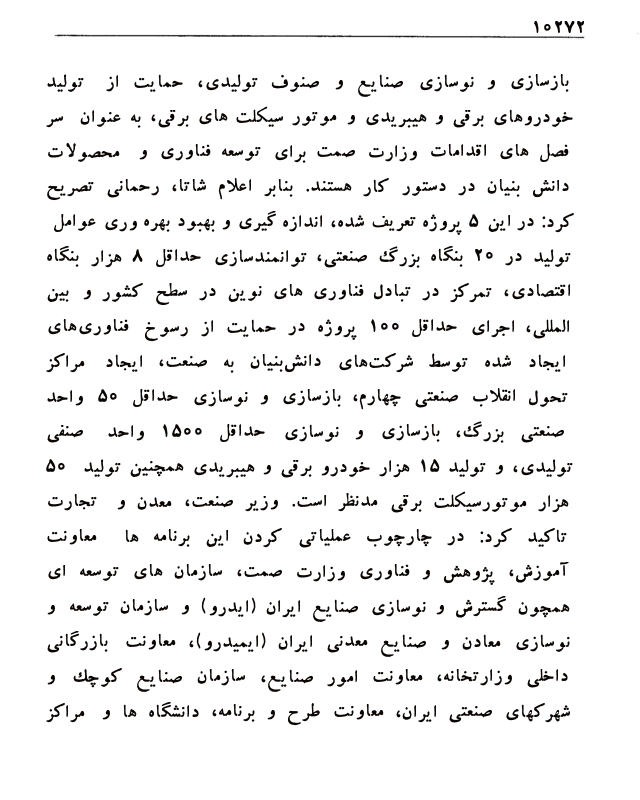 ۱۰۲۷۲
بازسازی و نوسازی صنایع و صنوف تولیدی، حمایت از تولید
خودروهای برقی و هیبریدی و موتور سیکلت های برقی، به عنوان سر
فصل های اقدامات وزارت صمت برای توسعه فناوری و محصولات
دانش بنیان در دستور کار هستند. بنابر اعلام شاتا، رحمانی تصریح
کرد: در این ۵ پروژه تعریف شده، اندازه گیری و بهبود بهره وری عوامل
تولید در ۲۰ بنگاه بزرگ صنعتی، توانمندسازی حداقل ۸ هزار بنگاه
اقتصادی، تمرکز در تبادل فناوری های نوین در سطح کشور و بین
المللی، اجرای حداقل ۱۰۰ پروژه در حمایت از رسوخ فناوری‌های
ایجاد شده توسط شرکت‌های دانش‌بنیان به صنعت، ایجاد مراکز
تحول انقلاب صنعتی چهارم، بازسازی و نوسازی حداقل ۵۰ واحد
صنعتی بزرگ، بازسازی و نوسازی حداقل ۱۵۰۰ واحد صنفی
تولیدی، و تولید ۱۵ هزار خودرو برقی و هیبریدی همچنین تولید ۵۰
هزار موتورسیکلت برقی مدنظر است. وزیر صنعت، معدن و تجارت
تاکید کرد: در چارچوب عملیاتی کردن این برنامه ها معاونت
آموزش، پژوهش و فناوری وزارت صمت، سازمان های توسعه ای
همچون گسترش و نوسازی صنایع ایران (ایدرو) و سازمان توسعه و
نوسازی معادن و صنایع معدنی ایران (ایمیدرو)، معاونت بازرگانی
داخلی وزارتخانه، معاونت امور صنایع، سازمان صنایع کوچک و
شهرکهای صنعتی ایران، معاونت طرح و برنامه، دانشگاه ها و مراکز